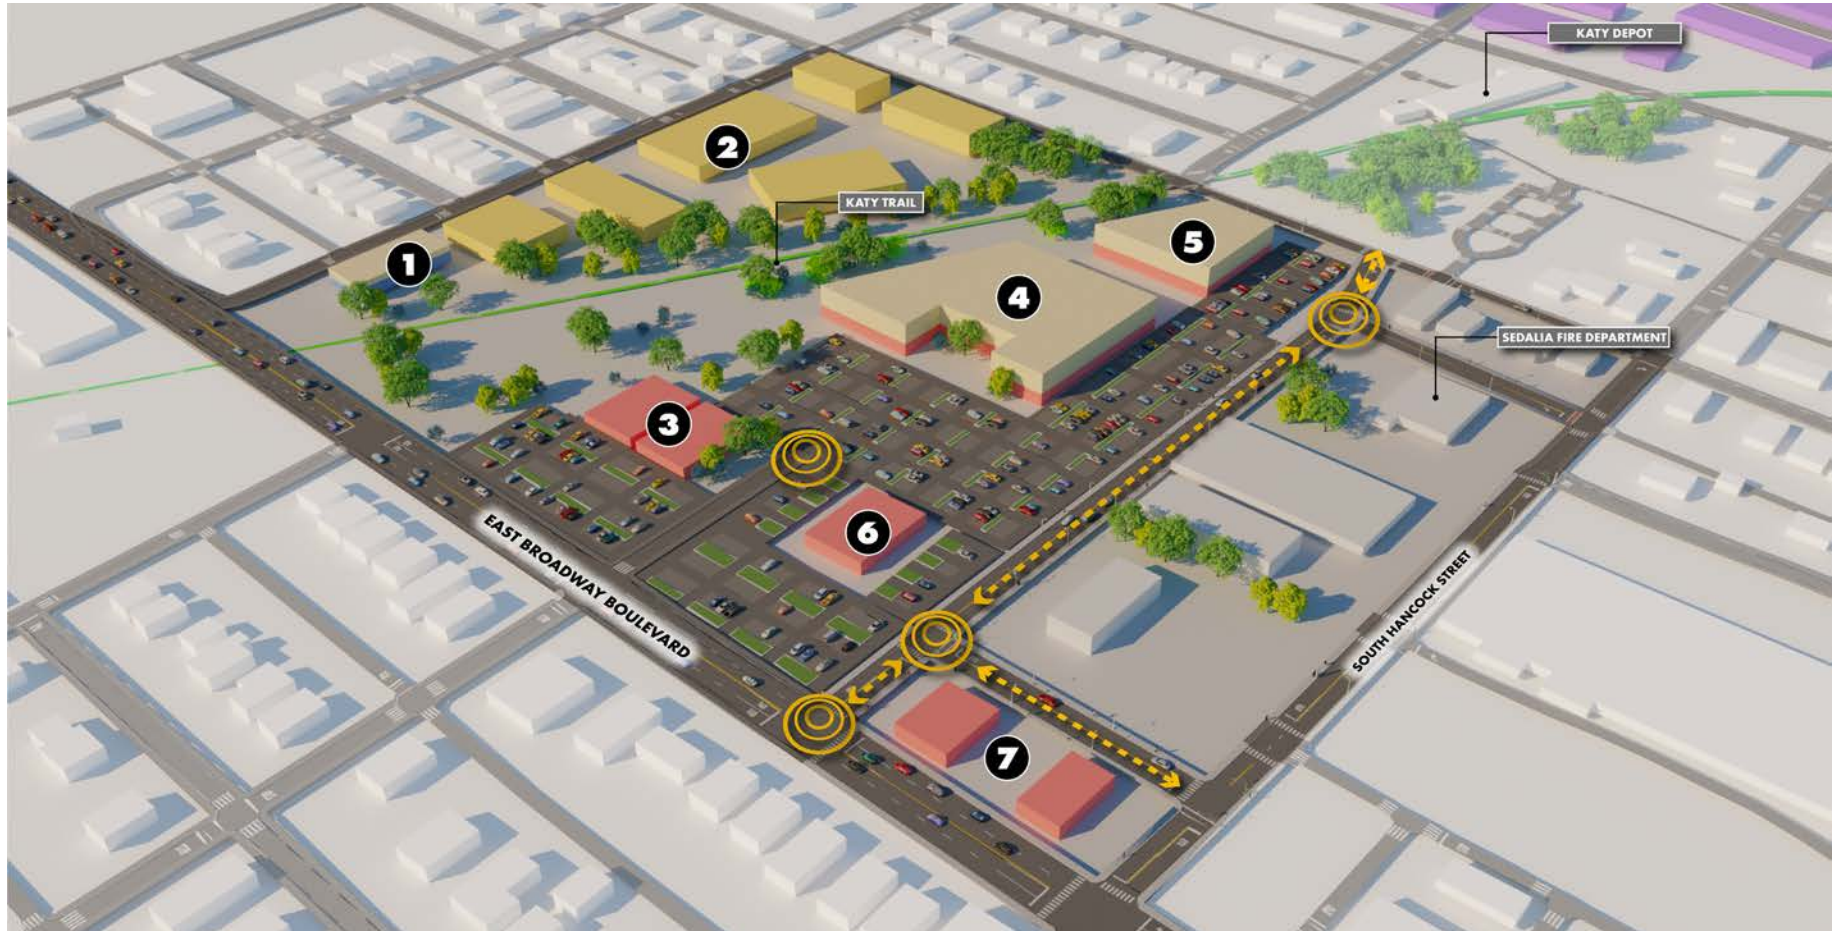 KATY DEPOT
2
KATY TRAIL
1
5
4
SEDALIA FIRE DEPARTMENT
3
6
EAST BROADWAY BOULEVARD
SOUTH HANCOCK STREET
7